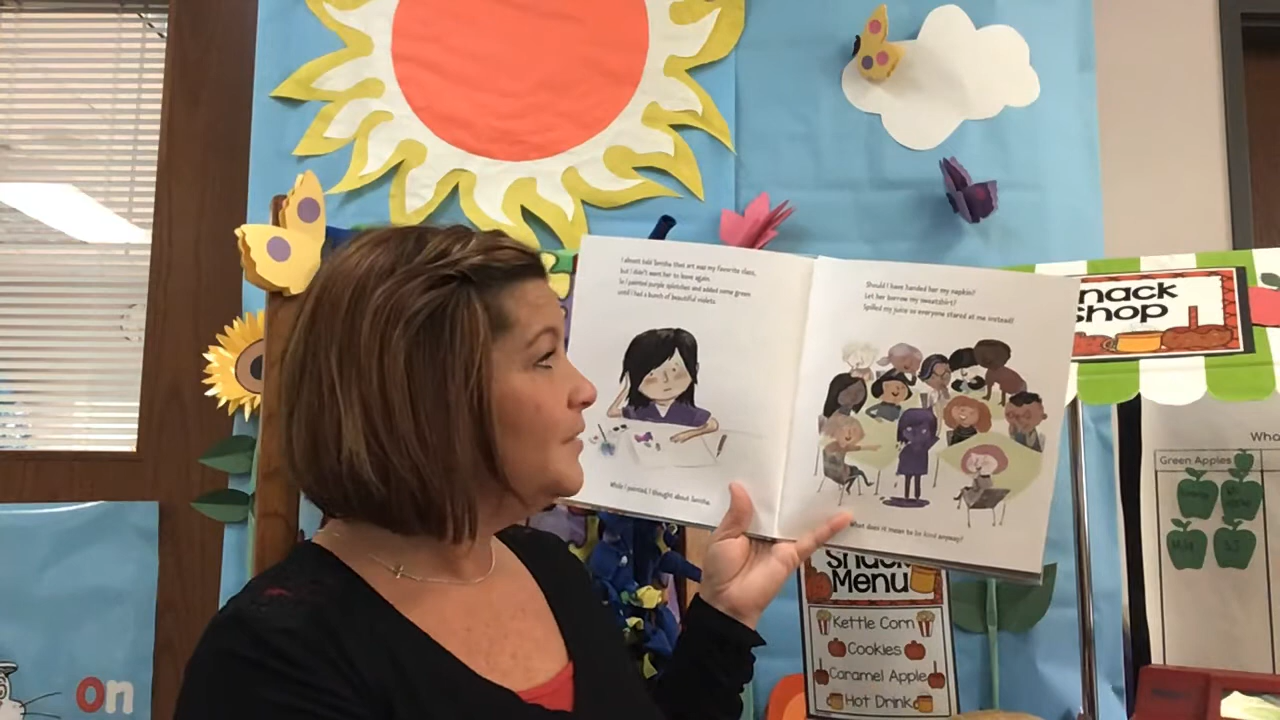 I almost told Tanisha that art was my favorite class,
but I didn't want her to leave again.
So I painted purple splotches and added some green
until I had a bunch of beautiful violets.
While I painted, I thought about Tanisha.
Should I have handed her my napkin?
Let her borrow my sweatshirt?
Spilled my juice so everyone stared at me instead?
What does it mean to be kind anyway?
nack
shop
Snack
Menu
Kettle Corn
Cookies
Caramel Apple
Hot Drink
Wha
Green Apples
on